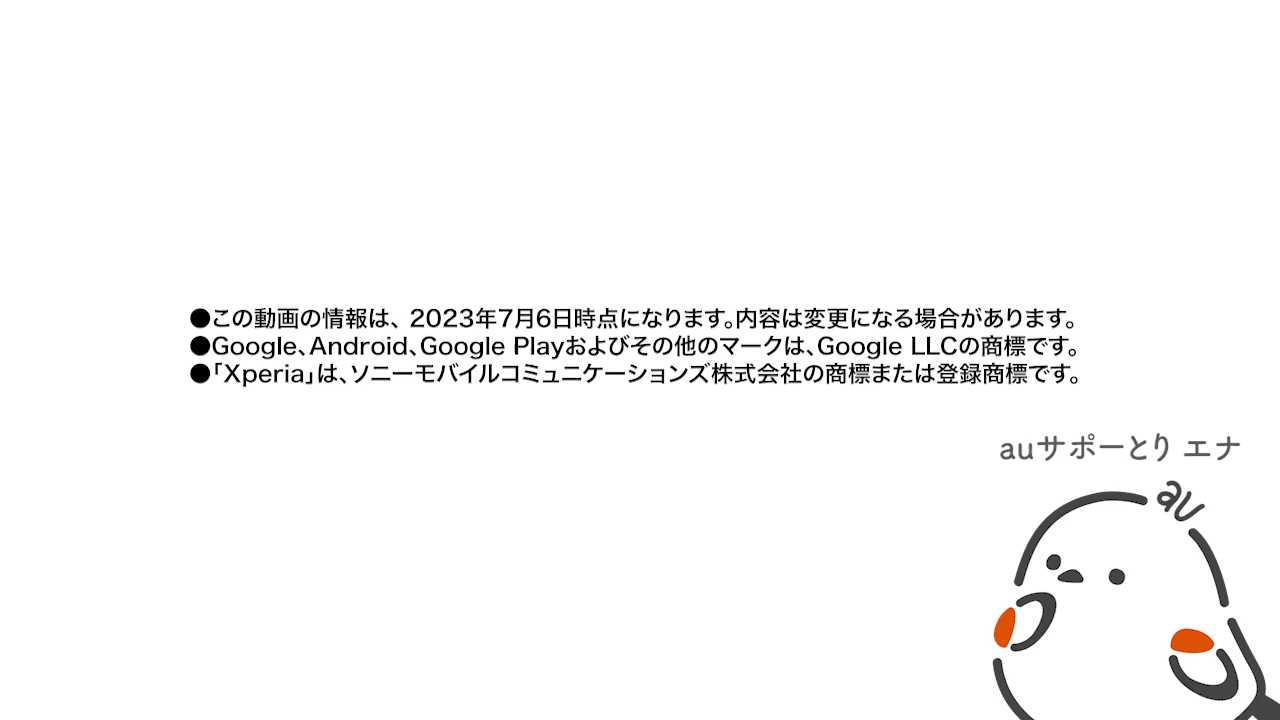 ●この動画の情報は、2023年7月6日時点になります。内容は変更になる場合があります。
●Google、Android、Google Playおよびその他のマークは、Google LLCの商標です。
●「Xperia」は、ソニーモバイルコミュニケーションズ株式会社の商標または登録商標です。
auサポーとり エナ
au